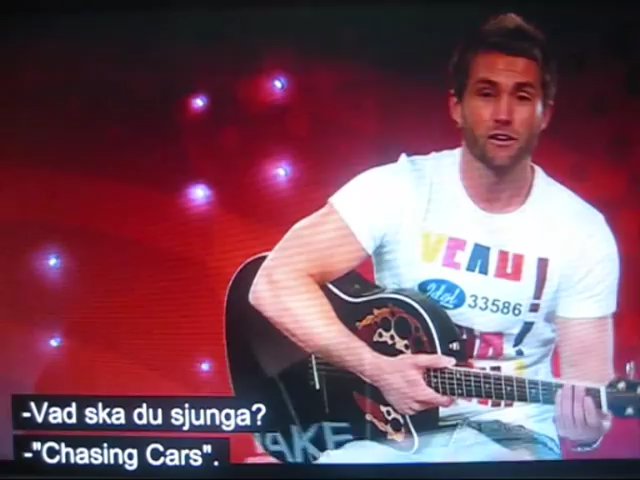 YEAH!
Idol 33586
-Vad ska du sjunga?
-"Chasing Cars".